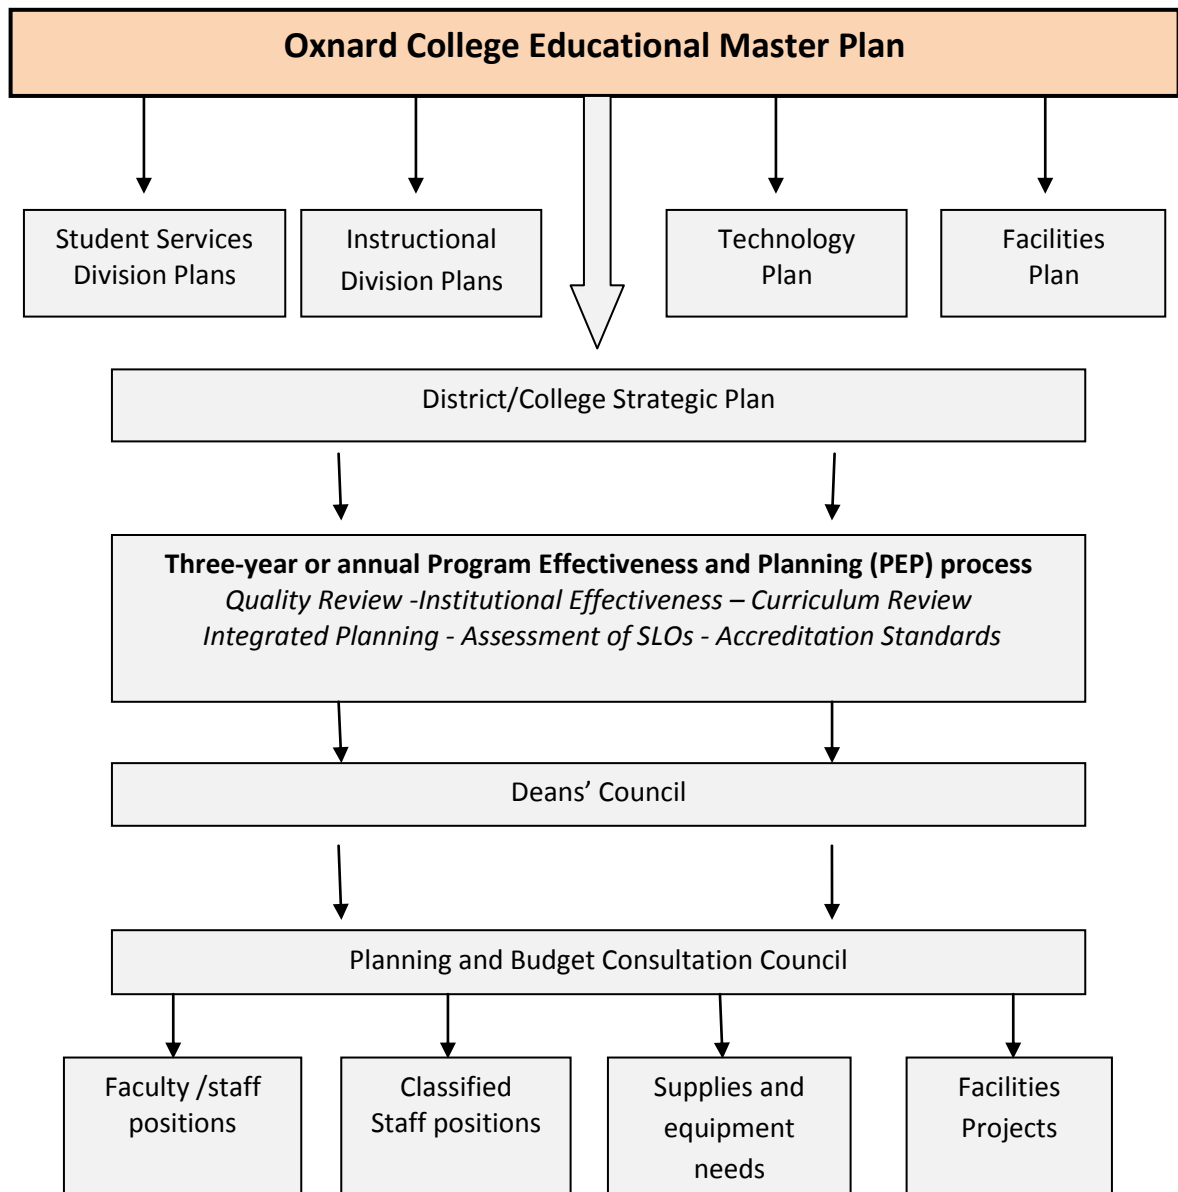 Oxnard College Educational Master Plan
Student Services
Division Plans
Instructional
Division Plans
Technology
Plan
Facilities
Plan
District/College Strategic Plan
Three-year or annual Program Effectiveness and Planning (PEP) process
Quality Review -Institutional Effectiveness – Curriculum Review
Integrated Planning - Assessment of SLOs - Accreditation Standards
Deans’ Council
Planning and Budget Consultation Council
Faculty /staff
positions
Classified
Staff positions
Supplies and
equipment
needs
Facilities
Projects